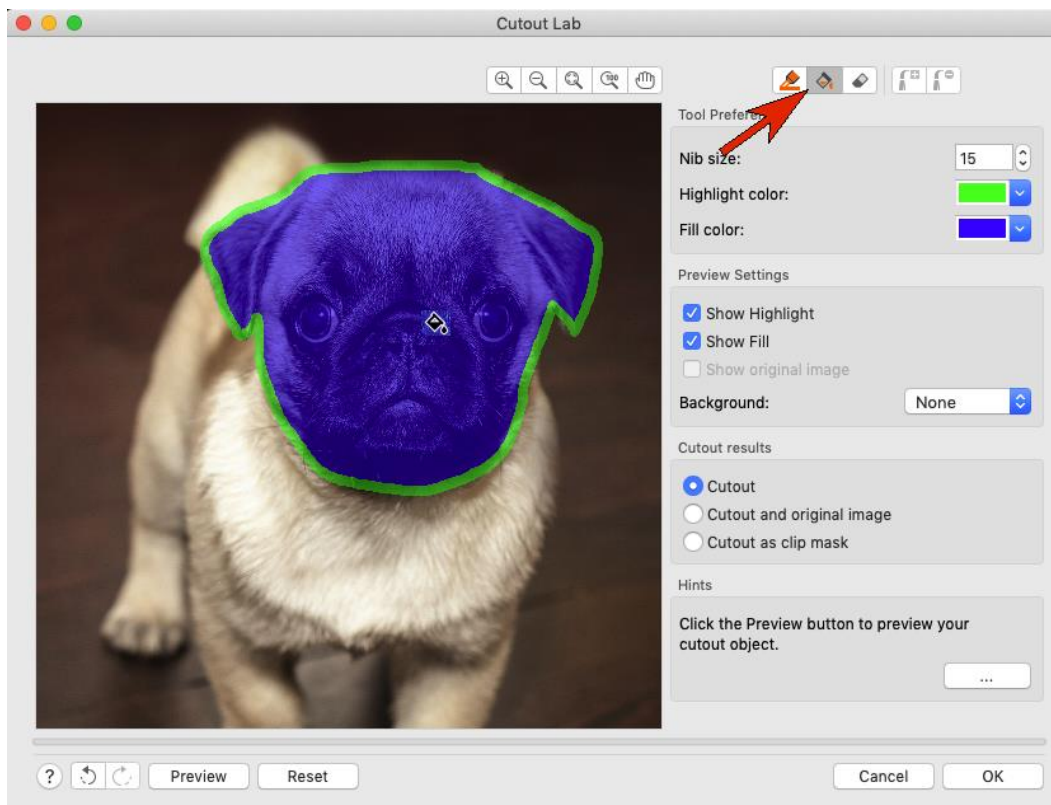 Cutout Lab
100
Tool Prefere
Nib size:
15
Highlight color:
Fill color:
Preview Settings
Show Highlight
Show Fill
Show original image
Background:
None
Cutout results
Cutout
Cutout and original image
Cutout as clip mask
Hints
Click the Preview button to preview your
cutout object.
...
?
Preview
Reset
Cancel
OK